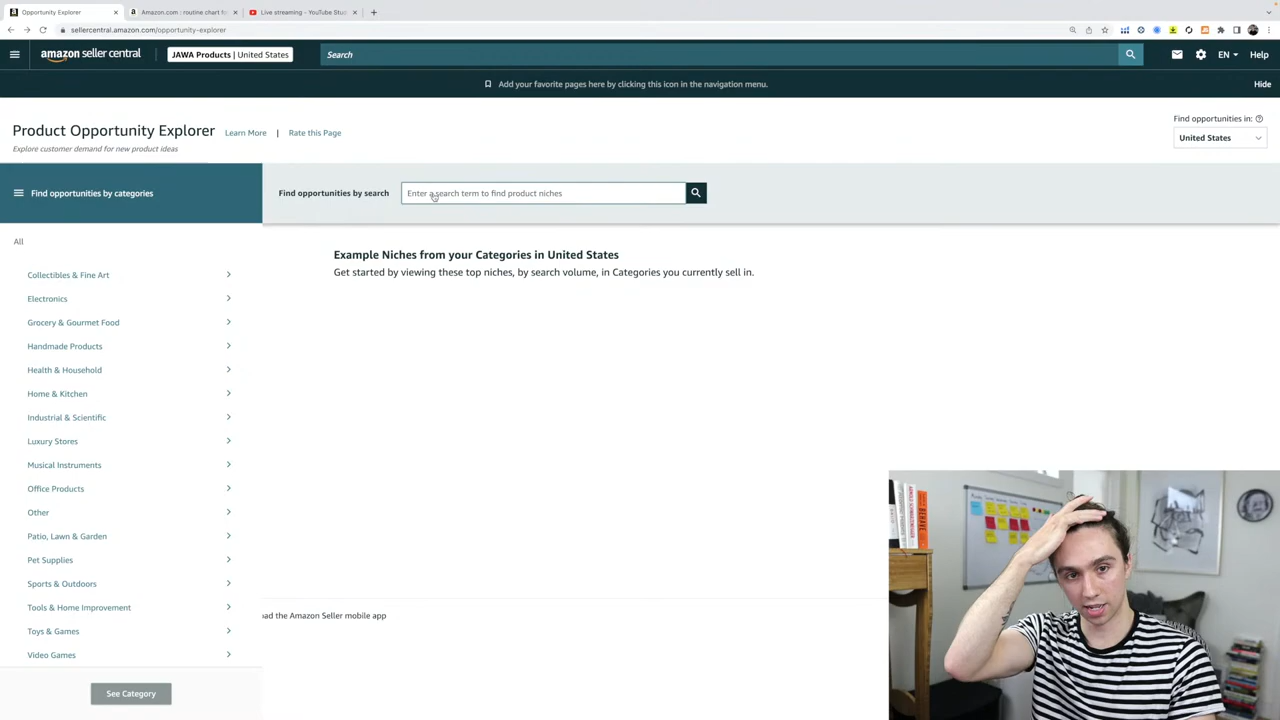 Opportunity Explorer
Amazon.com : routine chart fo
Live streaming - YouTube Stud
sellercentral.amazon.com/opportunity-explorer
amazon seller central
JAWA Products | United States
Search
EN
Help
Add your favorite pages here by clicking this icon in the navigation menu.
Hide
Product Opportunity Explorer
Learn More | Rate this Page
Explore customer demand for new product ideas
Find opportunities in:
United States
Find opportunities by categories
Find opportunities by search
Enter a search term to find product niches
All
Collectibles & Fine Art
Electronics
Grocery & Gourmet Food
Handmade Products
Health & Household
Home & Kitchen
Industrial & Scientific
Luxury Stores
Musical Instruments
Office Products
Other
Patio, Lawn & Garden
Pet Supplies
Sports & Outdoors
Tools & Home Improvement
Toys & Games
Video Games
See Category
Example Niches from your Categories in United States
Get started by viewing these top niches, by search volume, in Categories you currently sell in.
oad the Amazon Seller mobile app